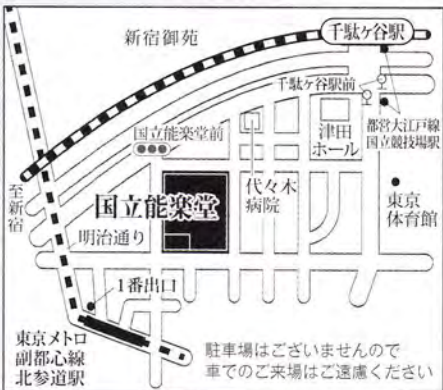 千駄ヶ谷駅
新宿御苑
千駄ヶ谷駅前
都営大江戸線
国立競技場駅
津田
ホール
国立能楽堂前
代々木
病院
東京
体育館
至新宿
国立能楽堂
明治通り
1番出口
東京メトロ
副都心線
北参道駅
駐車場はございませんので
車でのご来場はご遠慮ください